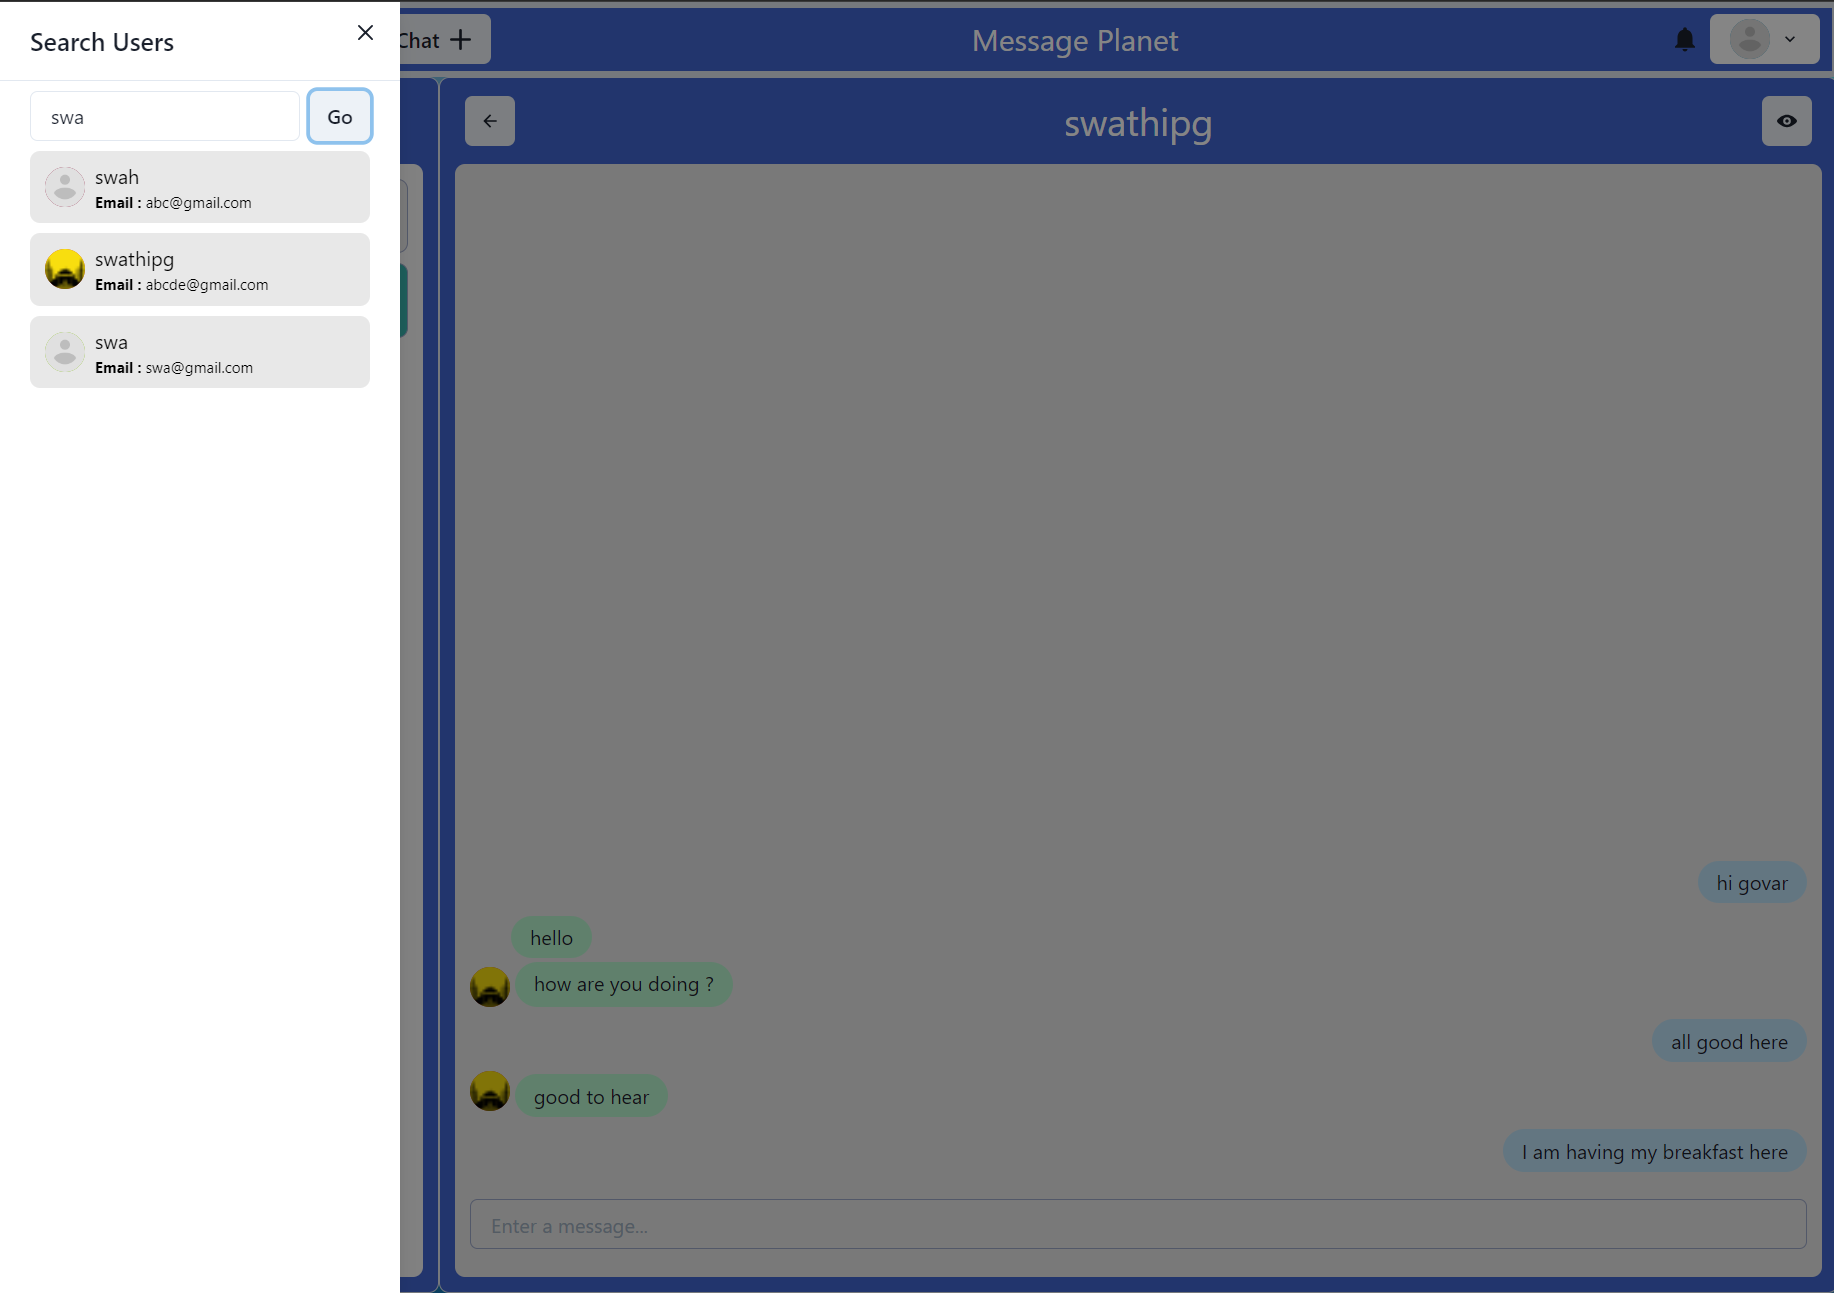 Search Users
swa
Go
swah
Email : abc@gmail.com
swathipg
Email : abcde@gmail.com
swa
Email : swa@gmail.com
Chat
Message Planet
swathipg
hi govar
hello
how are you doing ?
all good here
good to hear
I am having my breakfast here
Enter a message...